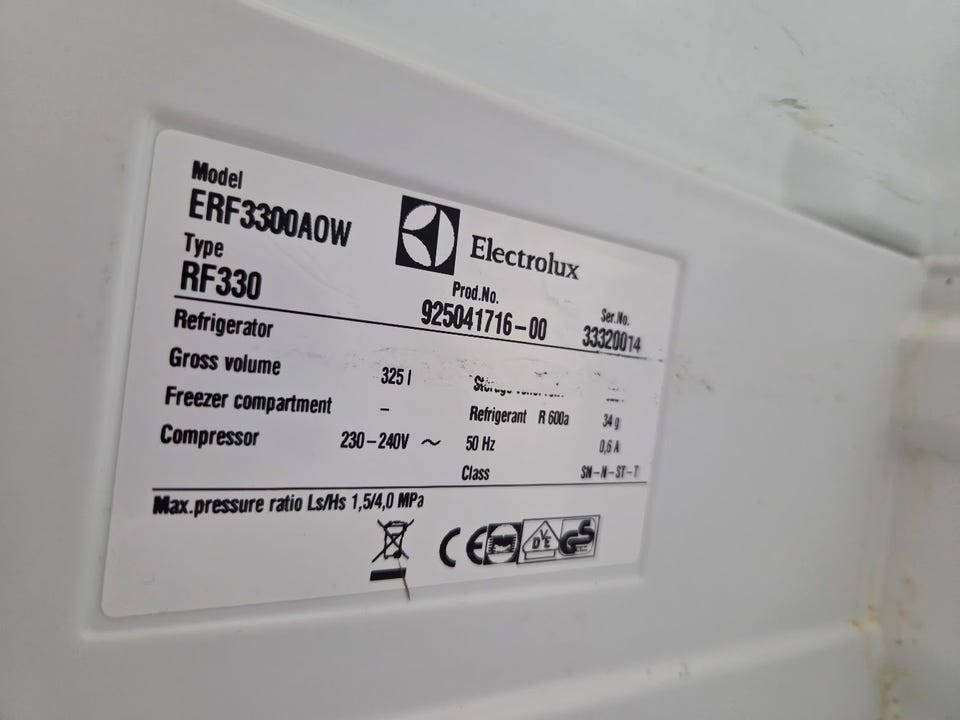 Model
ERF3300AOW
Electrolux
Type
RF330
Prod.No.
925041716-00
Ser.No.
33320014
Refrigerator
Gross volume 325 l
Freezer compartment –
Refrigerant R 600a 34 g
Compressor 230-240V ~ 50 Hz 0,6 A
Class SN-N-ST-T
Max.pressure ratio Ls/Hs 1,5/4,0 MPa
CE
DVE
GS